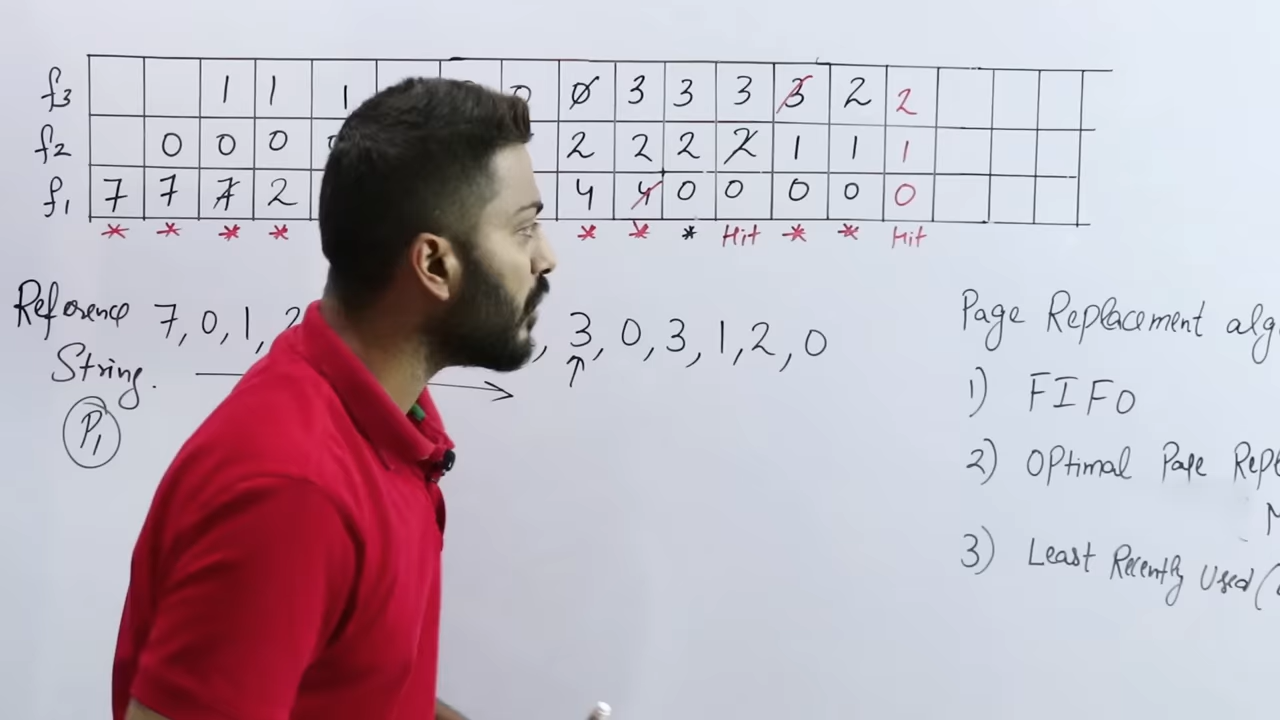 f3 1 1 1 0 0 3 3 3 3 2 2
f2 0 0 0 2 2 2 2 1 1 1
f1 7 7 7 2 4 4 0 0 0 0 0
* * * * * * * Hit * * Hit
Reference 7, 0, 1, 2 , 3, 0, 3, 1, 2, 0
String.
P1
Page Replacement
1) FIFO
2) Optimal Page
3) Least Recently Used (